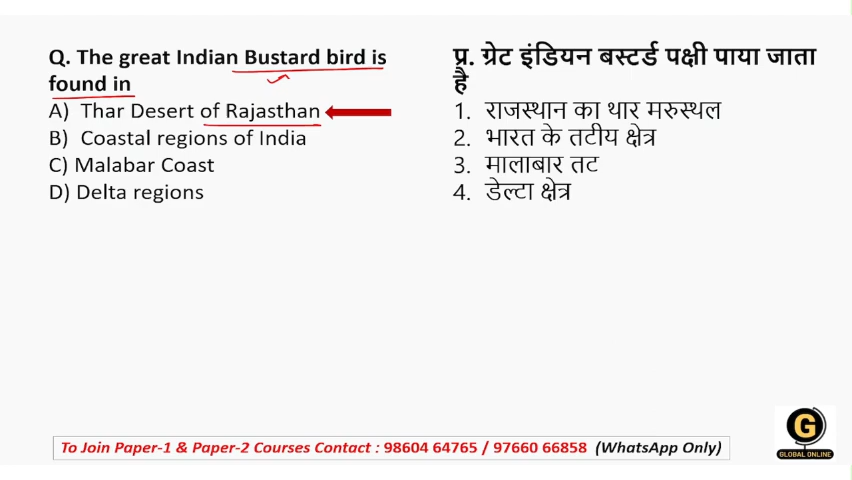 Q. The great Indian Bustard bird is
found in
A) Thar Desert of Rajasthan
B) Coastal regions of India
C) Malabar Coast
D) Delta regions
प्र. ग्रेट इंडियन बस्टर्ड पक्षी पाया जाता
है
1. राजस्थान का थार मरुस्थल
2. भारत के तटीय क्षेत्र
3. मालाबार तट
4. डेल्टा क्षेत्र
G
GLOBAL ONLINE
To Join Paper-1 & Paper-2 Courses Contact : 98604 64765 / 97660 66858 (WhatsApp Only)